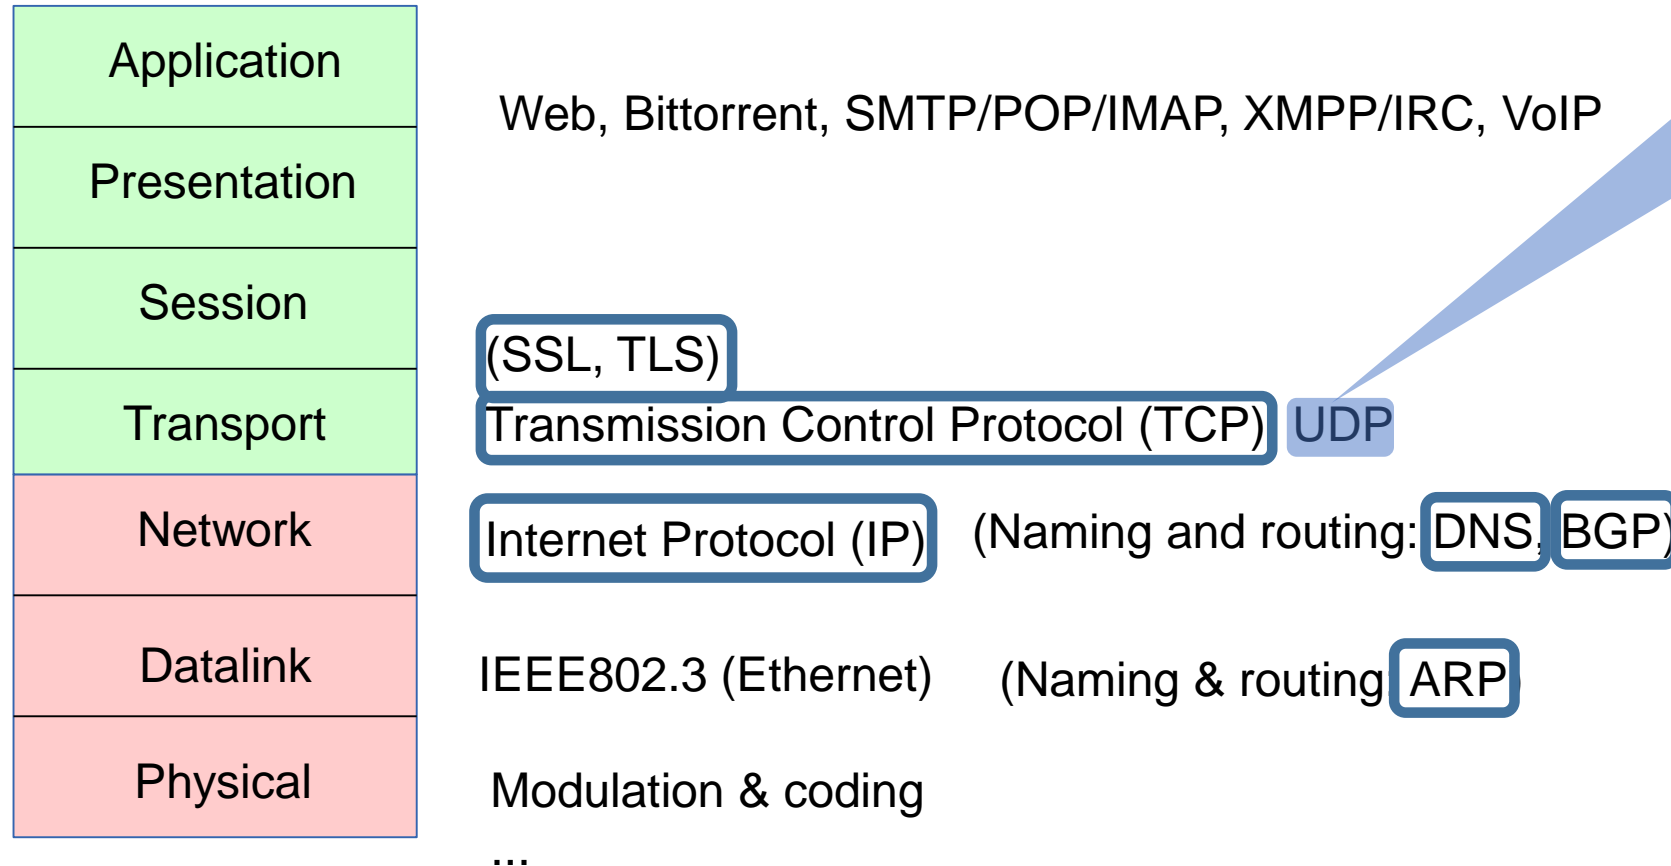 Application
Web, Bittorrent, SMTP/POP/IMAP, XMPP/IRC, VoIP
Presentation
Session
(SSL, TLS)
Transport
Transmission Control Protocol (TCP) UDP
Network
Internet Protocol (IP) (Naming and routing: DNS, BGP)
Datalink
IEEE802.3 (Ethernet) (Naming & routing: ARP)
Physical
Modulation & coding
...